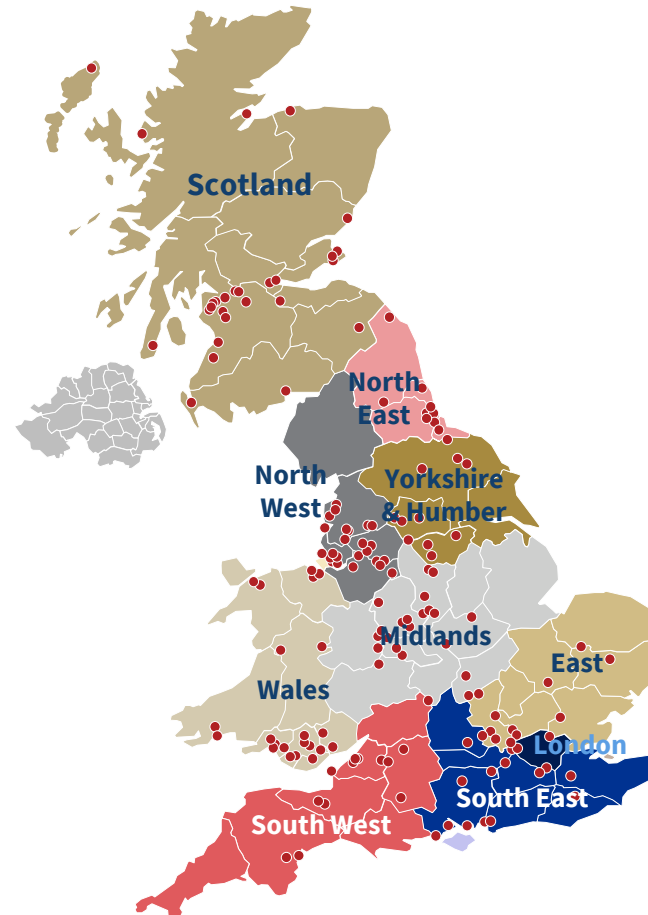 Scotland
North
East
North
West
Yorkshire
& Humber
Midlands
East
Wales
London
South East
South West